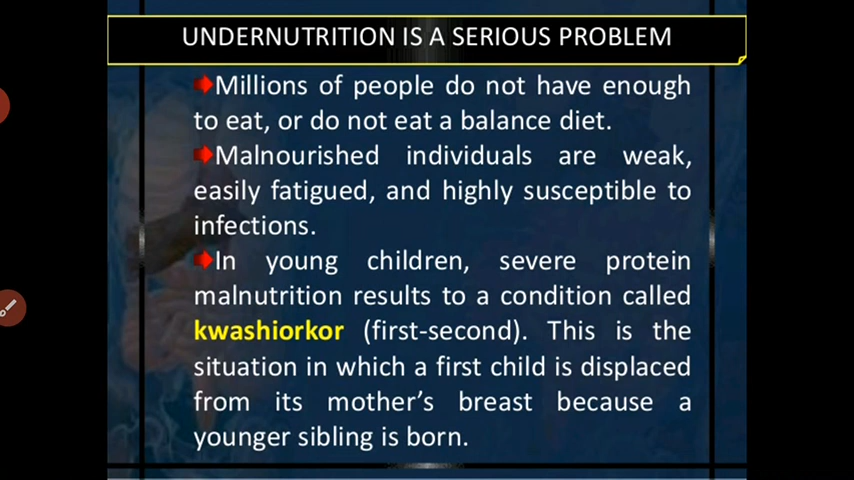 UNDERNUTRITION IS A SERIOUS PROBLEM
Millions of people do not have enough
to eat, or do not eat a balance diet.
Malnourished individuals are weak,
easily fatigued, and highly susceptible to
infections.
In young children, severe protein
malnutrition results to a condition called
kwashiorkor (first-second). This is the
situation in which a first child is displaced
from its mother's breast because a
younger sibling is born.